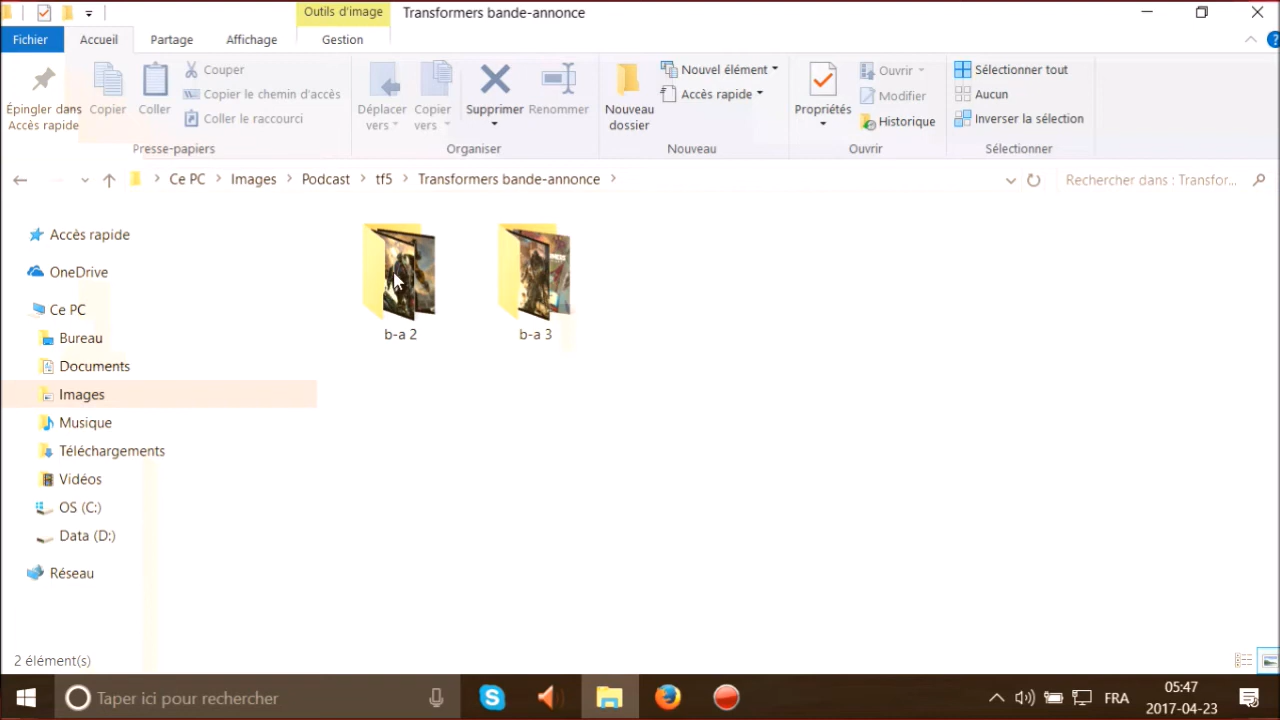 Outils d'image
Transformers bande-annonce
Fichier
Accueil
Partage
Affichage
Gestion
Épingler dans
Accès rapide
Copier
Coller
Couper
Copier le chemin d'accès
Coller le raccourci
Presse-papiers
Déplacer
vers
Copier
vers
Supprimer
Renommer
Organiser
Nouveau
dossier
Nouvel élément
Accès rapide
Nouveau
Propriétés
Ouvrir
Modifier
Historique
Ouvrir
Sélectionner tout
Aucun
Inverser la sélection
Sélectionner
Ce PC
Images
Podcast
tf5
Transformers bande-annonce
Rechercher dans : Transfor...
Accès rapide
OneDrive
Ce PC
Bureau
Documents
Images
Musique
Téléchargements
Vidéos
OS (C:)
Data (D:)
Réseau
b-a 2
b-a 3
2 élément(s)
Taper ici pour rechercher
FRA
05:47
2017-04-23